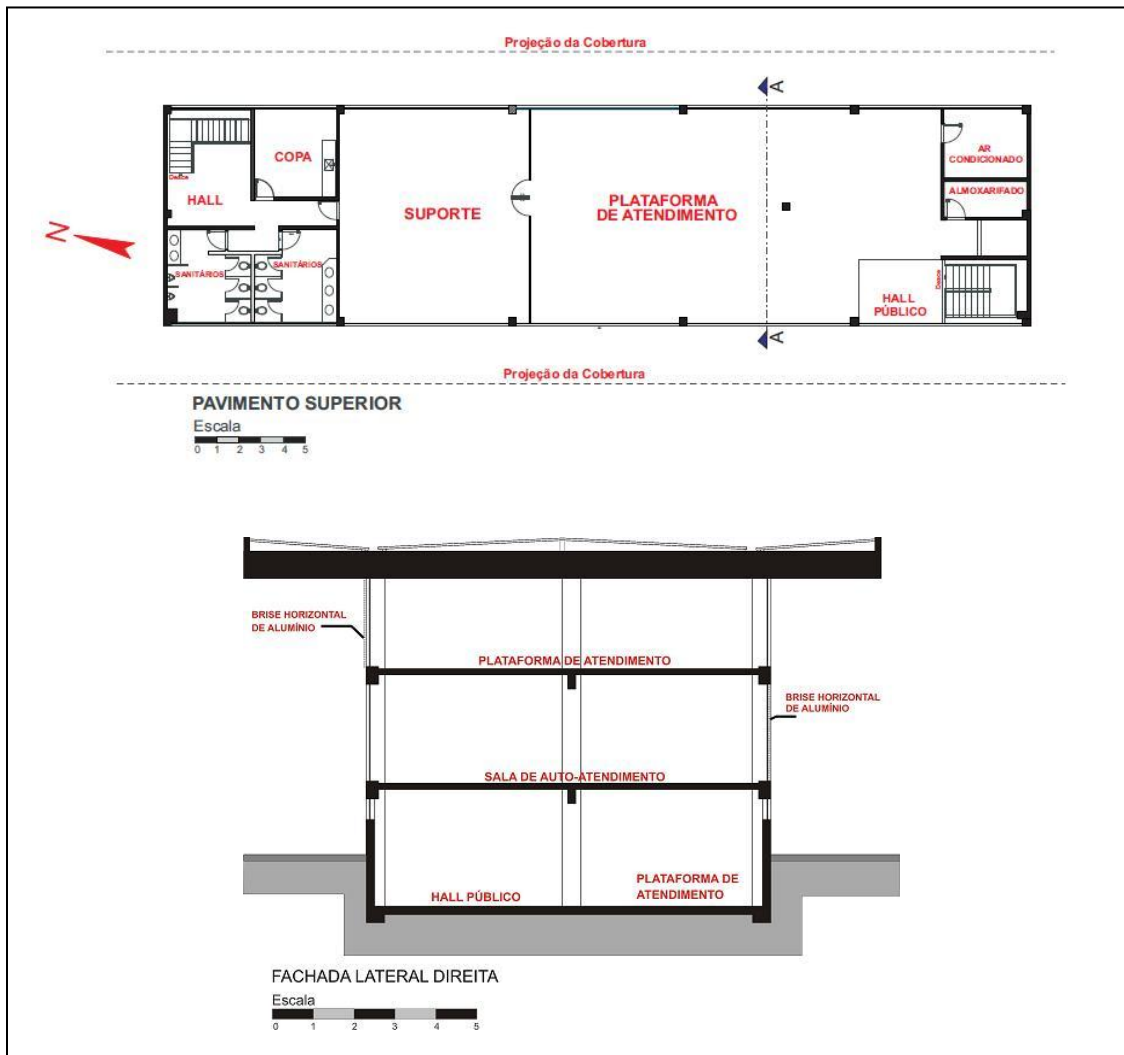 Projeção da Cobertura
A
COPA
AR
CONDICIONADO
Desce
HALL
SUPORTE
PLATAFORMA
DE ATENDIMENTO
ALMOXARIFADO
N
SANITÁRIOS
SANITÁRIOS
Desce
HALL
PÚBLICO
A
Projeção da Cobertura
PAVIMENTO SUPERIOR
Escala
0 1 2 3 4 5
BRISE HORIZONTAL
DE ALUMÍNIO
PLATAFORMA DE ATENDIMENTO
BRISE HORIZONTAL
DE ALUMÍNIO
SALA DE AUTO-ATENDIMENTO
PLATAFORMA DE
ATENDIMENTO
HALL PÚBLICO
FACHADA LATERAL DIREITA
Escala
0 1 2 3 4 5